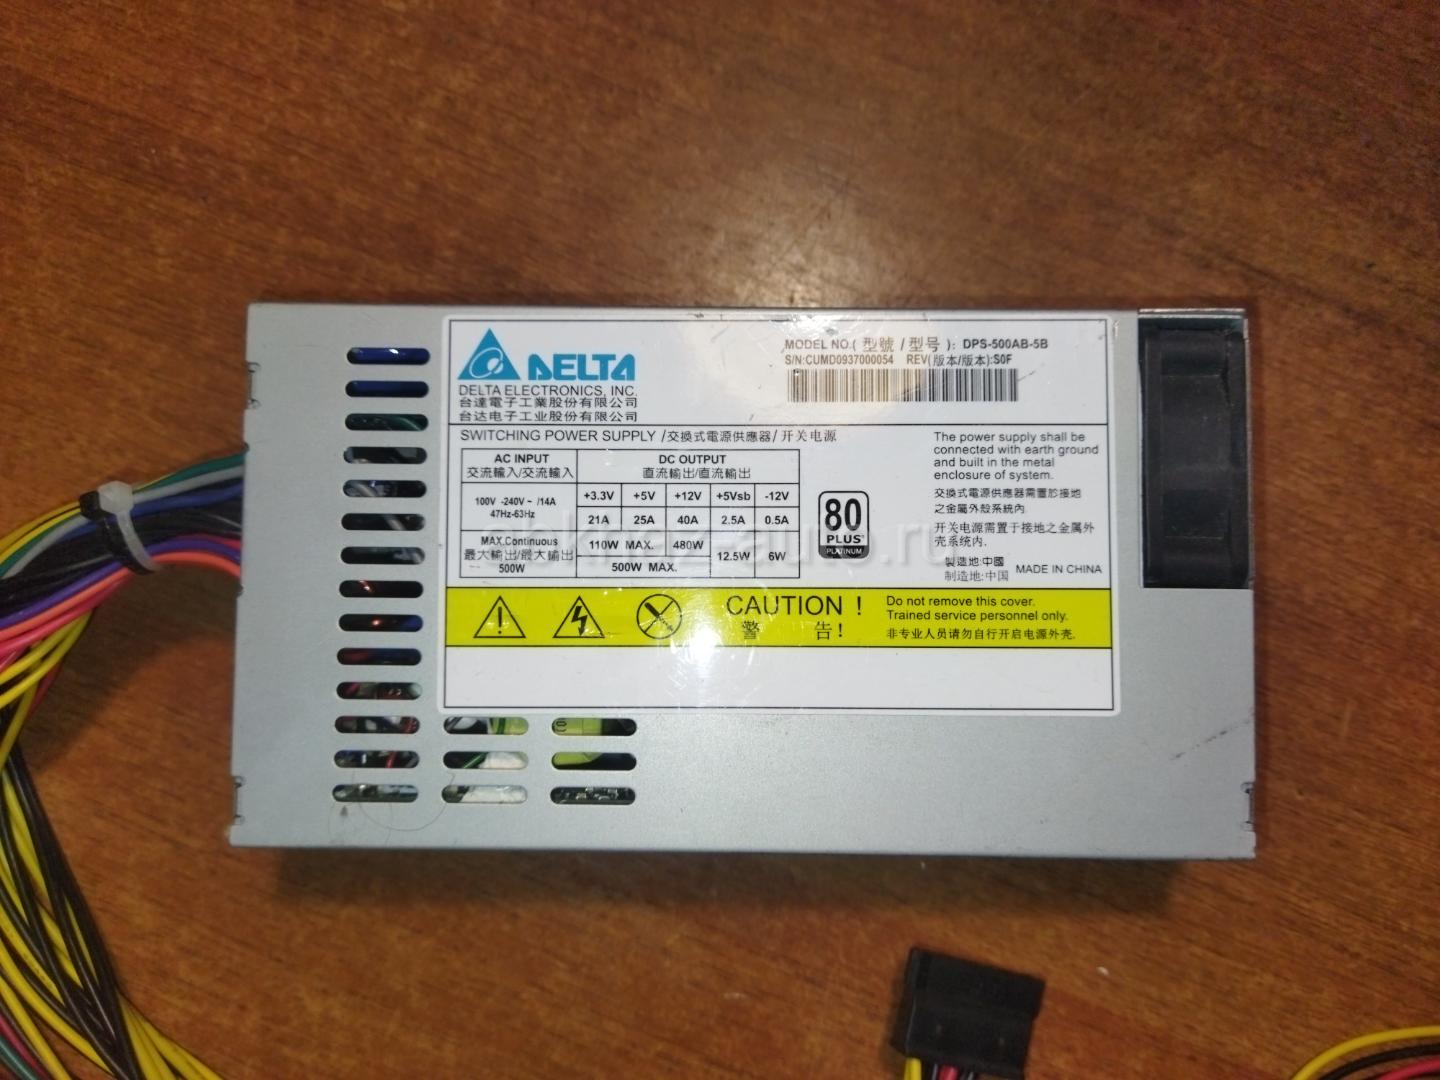 DELTA
DELTA ELECTRONICS, INC.
台達電子工業股份有限公司
台达电子工业股份有限公司
MODEL NO.( 型號 / 型号 ): DPS-500AB-5B
S/N:CUMD0937000054 REV(版本/版本):S0F
SWITCHING POWER SUPPLY /交換式電源供應器/ 开关电源
AC INPUT
交流輸入/交流輸入
DC OUTPUT
直流輸出/直流輸出
100V -240V ~ /14A
47Hz-63Hz
+3.3V +5V +12V +5Vsb -12V
21A 25A 40A 2.5A 0.5A
MAX.Continuous
最大輸出/最大輸出
500W
110W MAX. 480W
500W MAX.
12.5W 6W
80
PLUS
PLATINUM
The power supply shall be
connected with earth ground
and built in the metal
enclosure of system.
交換式電源供應器需置於接地
之金屬外殼系統內.
开关电源需置于接地之金属外
壳系统内.
製造地:中國
制造地:中国
MADE IN CHINA
CAUTION !
警 告!
Do not remove this cover.
Trained service personnel only.
非专业人员请勿自行开启电源外壳.